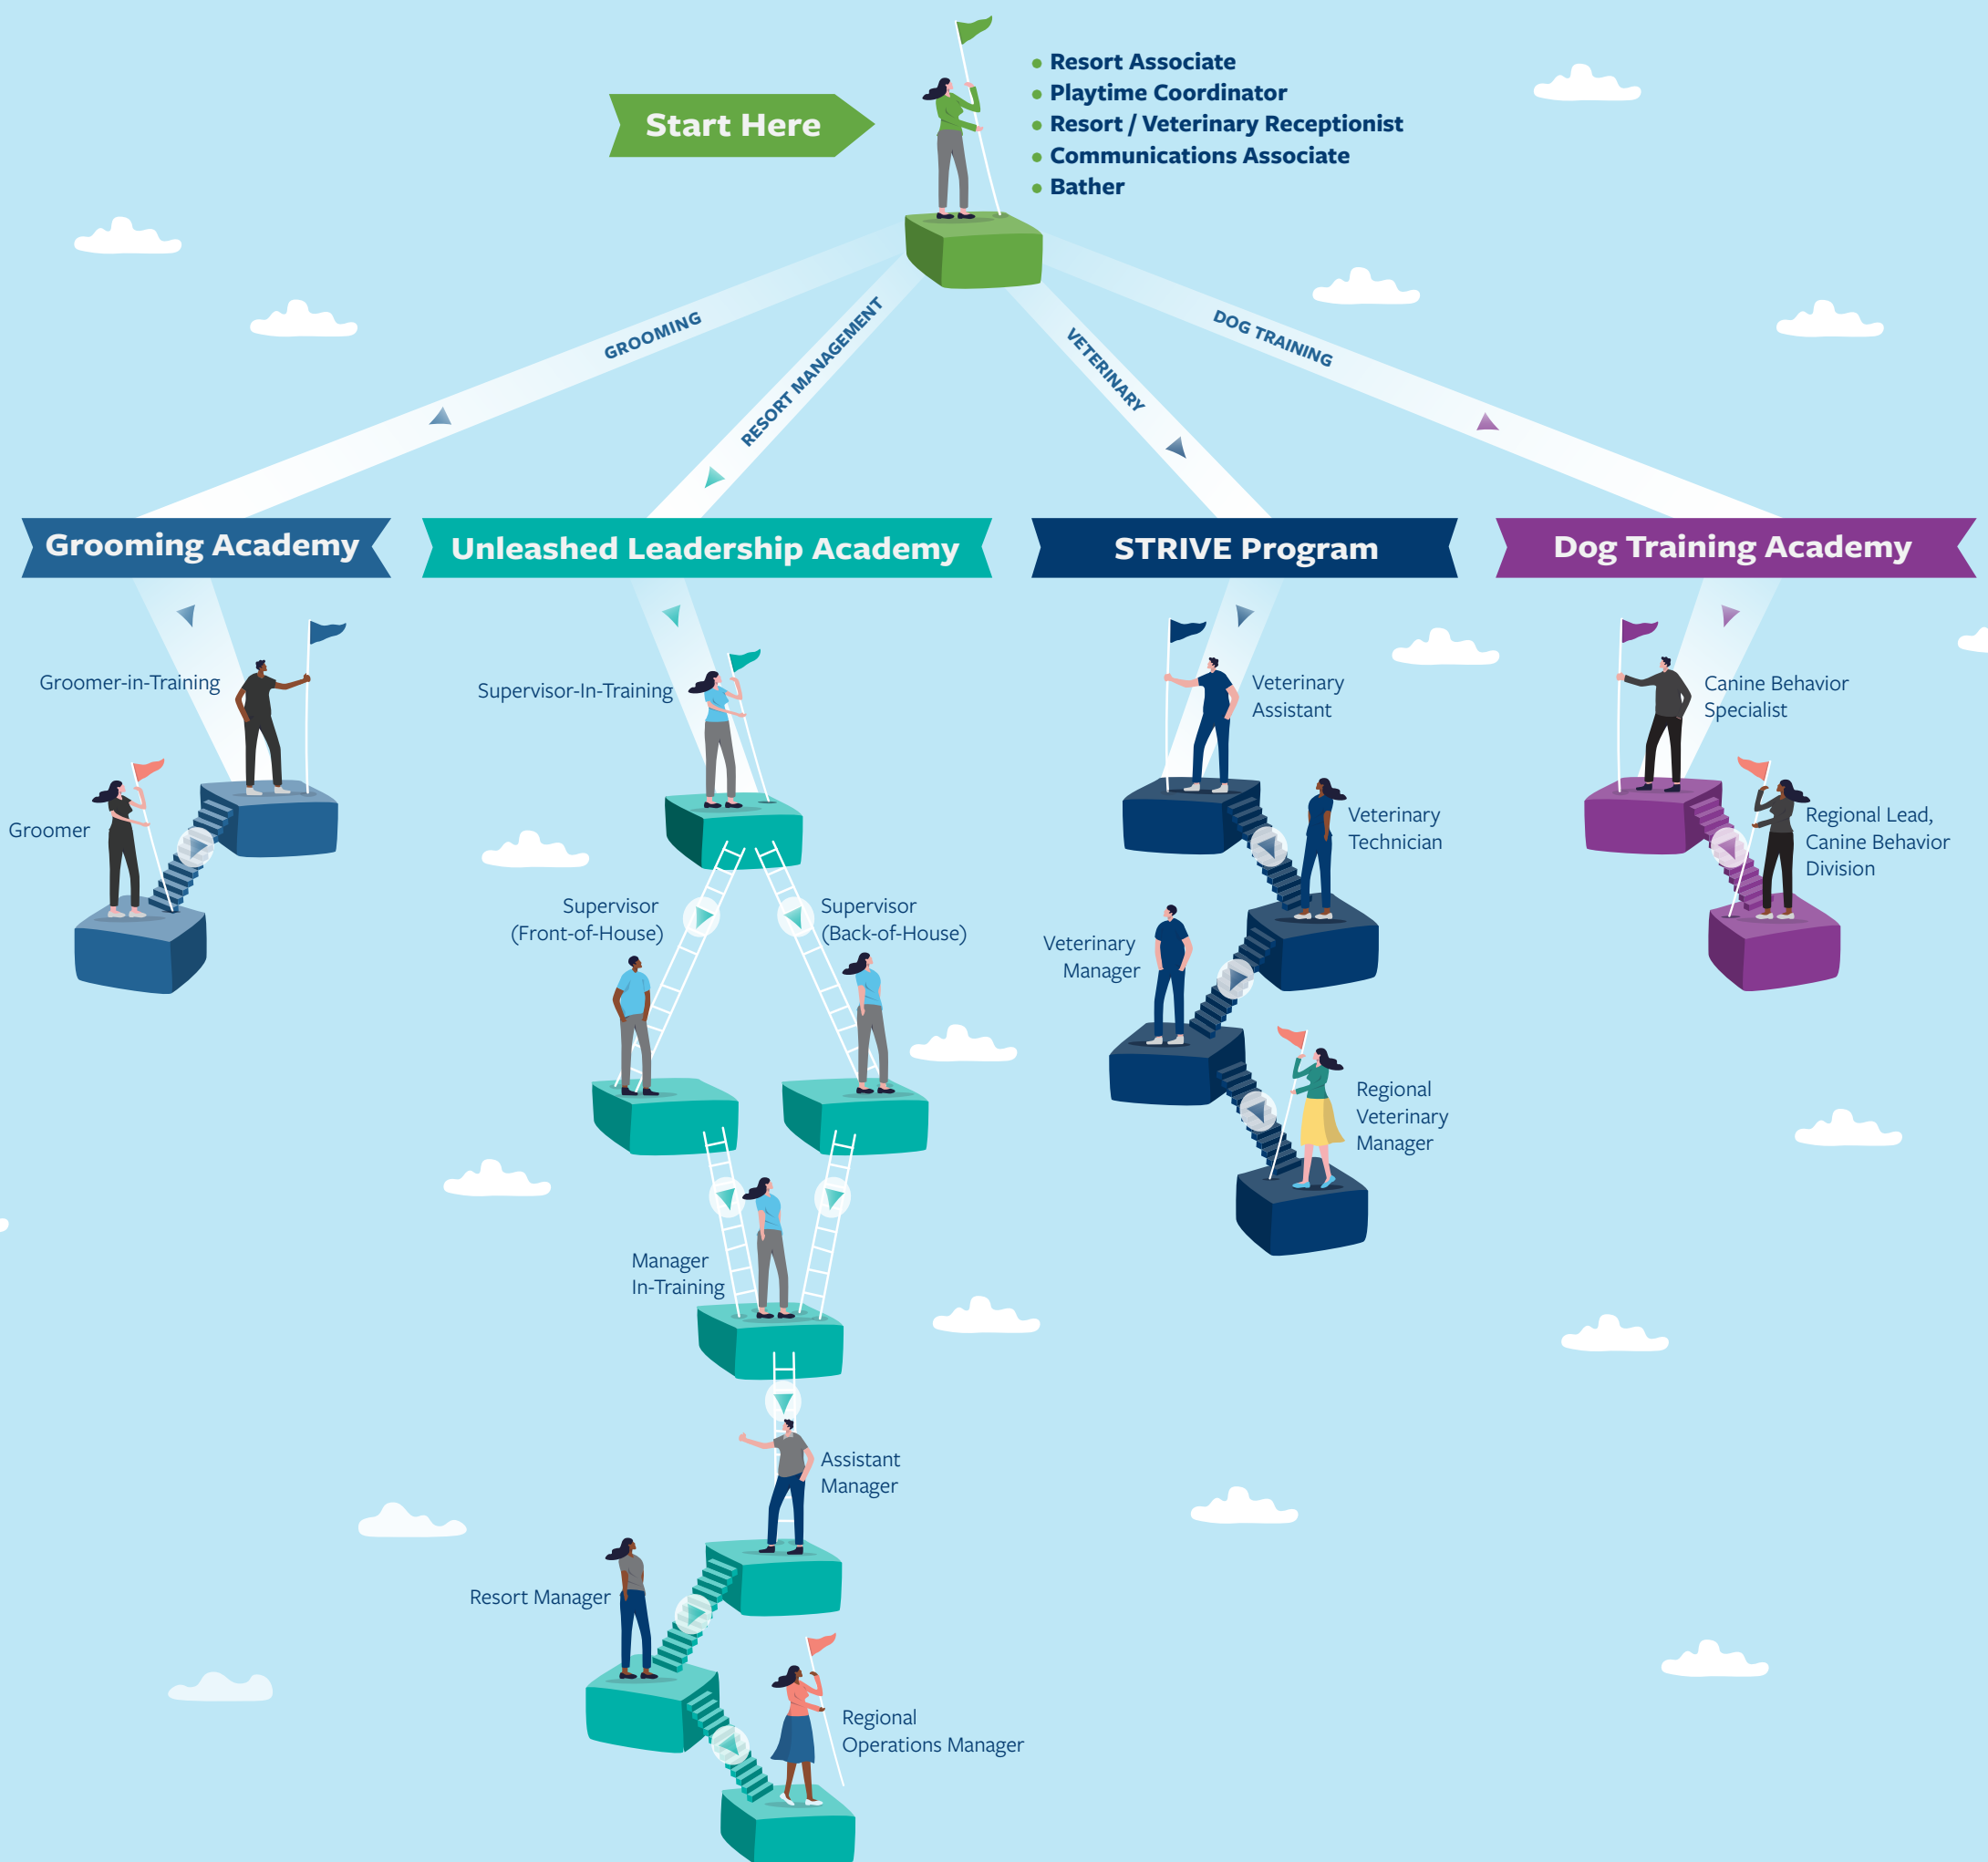 Start Here
Resort Associate
Playtime Coordinator
Resort / Veterinary Receptionist
Communications Associate
Bather
GROOMING
RESORT MANAGEMENT
VETERINARY
DOG TRAINING
Grooming Academy
Unleashed Leadership Academy
STRIVE Program
Dog Training Academy
Groomer-in-Training
Groomer
Supervisor-In-Training
Supervisor
(Front-of-House)
Supervisor
(Back-of-House)
Manager
In-Training
Assistant
Manager
Resort Manager
Regional
Operations Manager
Veterinary
Assistant
Veterinary
Technician
Veterinary
Manager
Regional
Veterinary
Manager
Canine Behavior
Specialist
Regional Lead,
Canine Behavior
Division